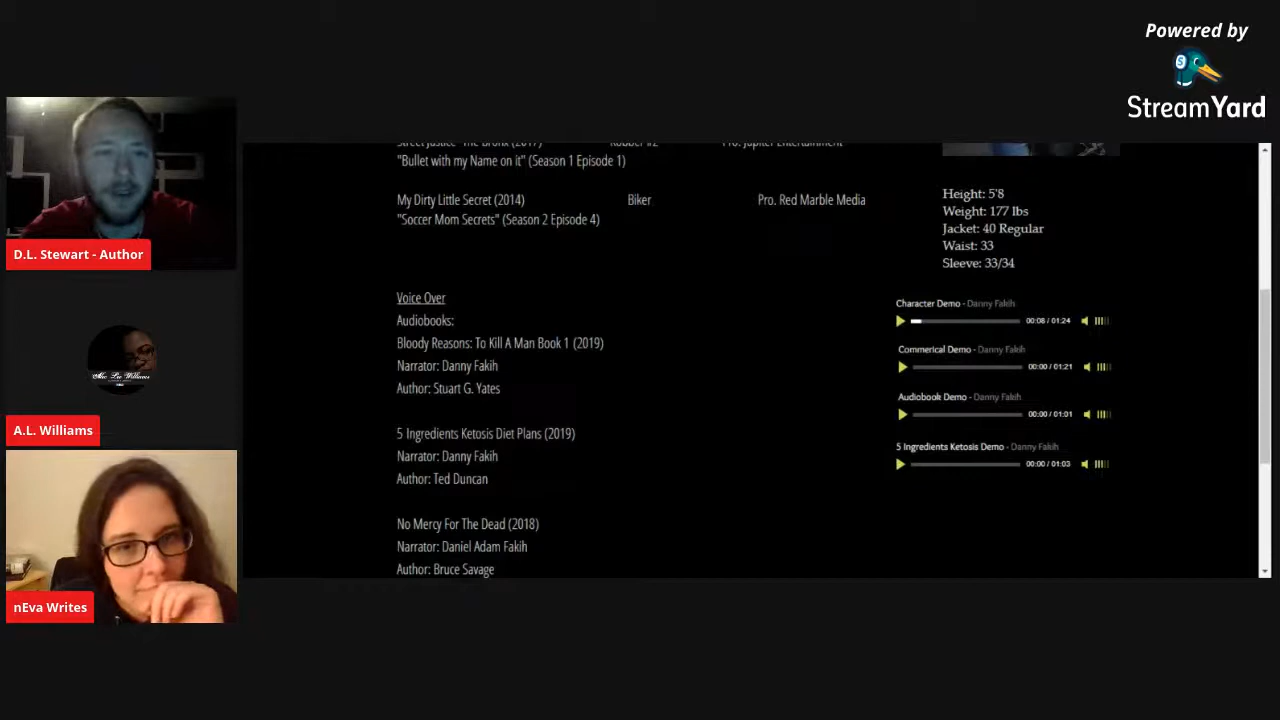 Powered by
StreamYard
D.L. Stewart - Author
A.L. Williams
nEva Writes
"Bullet with my Name on it" (Season 1 Episode 1)
My Dirty Little Secret (2014) Biker Pro. Red Marble Media
"Soccer Mom Secrets" (Season 2 Episode 4)
Voice Over
Audiobooks:
Bloody Reasons: To Kill A Man Book 1 (2019)
Narrator: Danny Fakih
Author: Stuart G. Yates
5 Ingredients Ketosis Diet Plans (2019)
Narrator: Danny Fakih
Author: Ted Duncan
No Mercy For The Dead (2018)
Narrator: Daniel Adam Fakih
Author: Bruce Savage
Height: 5'8
Weight: 177 lbs
Jacket: 40 Regular
Waist: 33
Sleeve: 33/34
Character Demo - Danny Fakih
00:08 / 01:24
Commerical Demo - Danny Fakih
00:00 / 01:21
Audiobook Demo - Danny Fakih
00:00 / 01:01
5 Ingredients Ketosis Demo - Danny Fakih
00:00 / 01:03